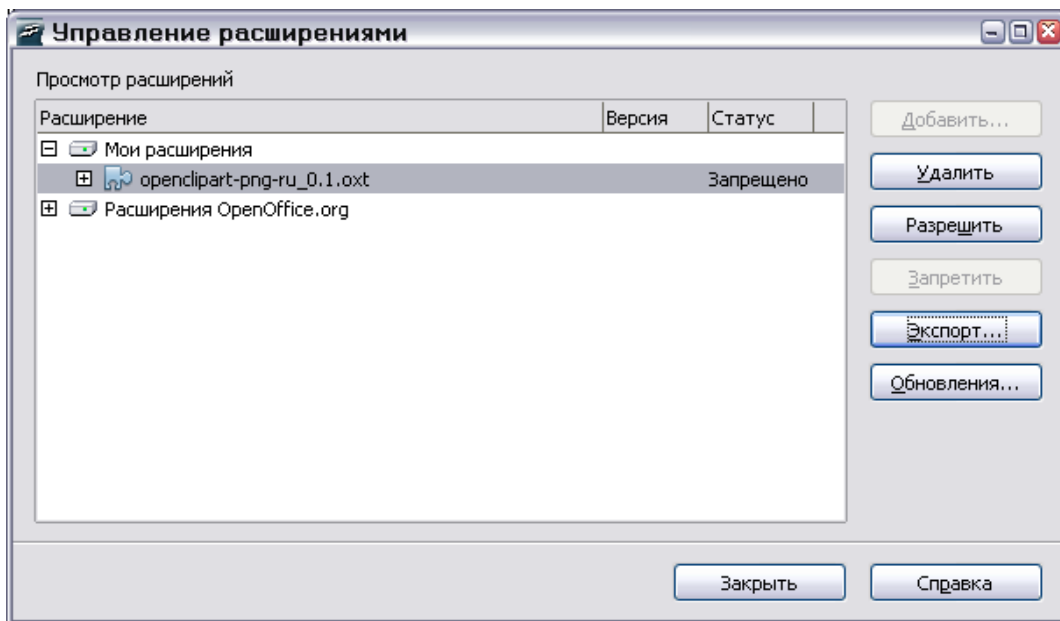 Управление расширениями
Просмотр расширений
Расширение Версия Статус
Мои расширения
openclipart-png-ru_0.1.oxt Запрещено
Расширения OpenOffice.org
Добавить...
Удалить
Разрешить
Запретить
Экспорт...
Обновления...
Закрыть Справка